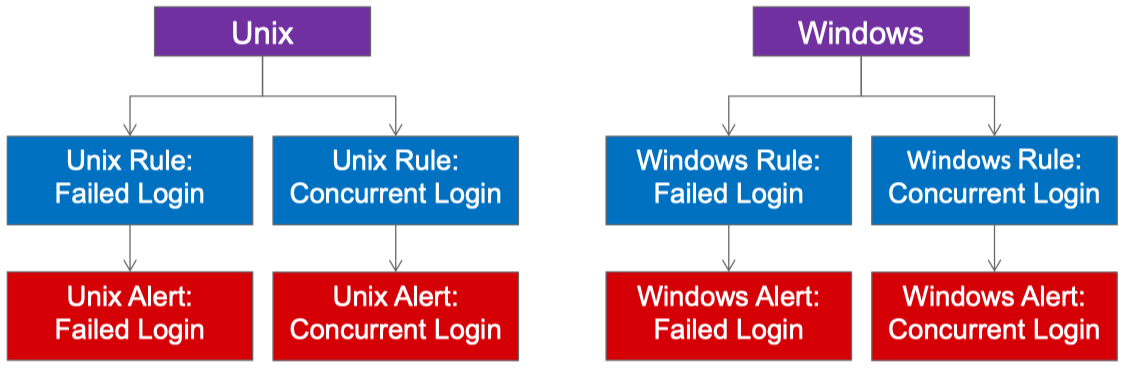 Unix
Windows
Unix Rule:
Failed Login
Unix Rule:
Concurrent Login
Windows Rule:
Failed Login
Windows Rule:
Concurrent Login
Unix Alert:
Failed Login
Unix Alert:
Concurrent Login
Windows Alert:
Failed Login
Windows Alert:
Concurrent Login